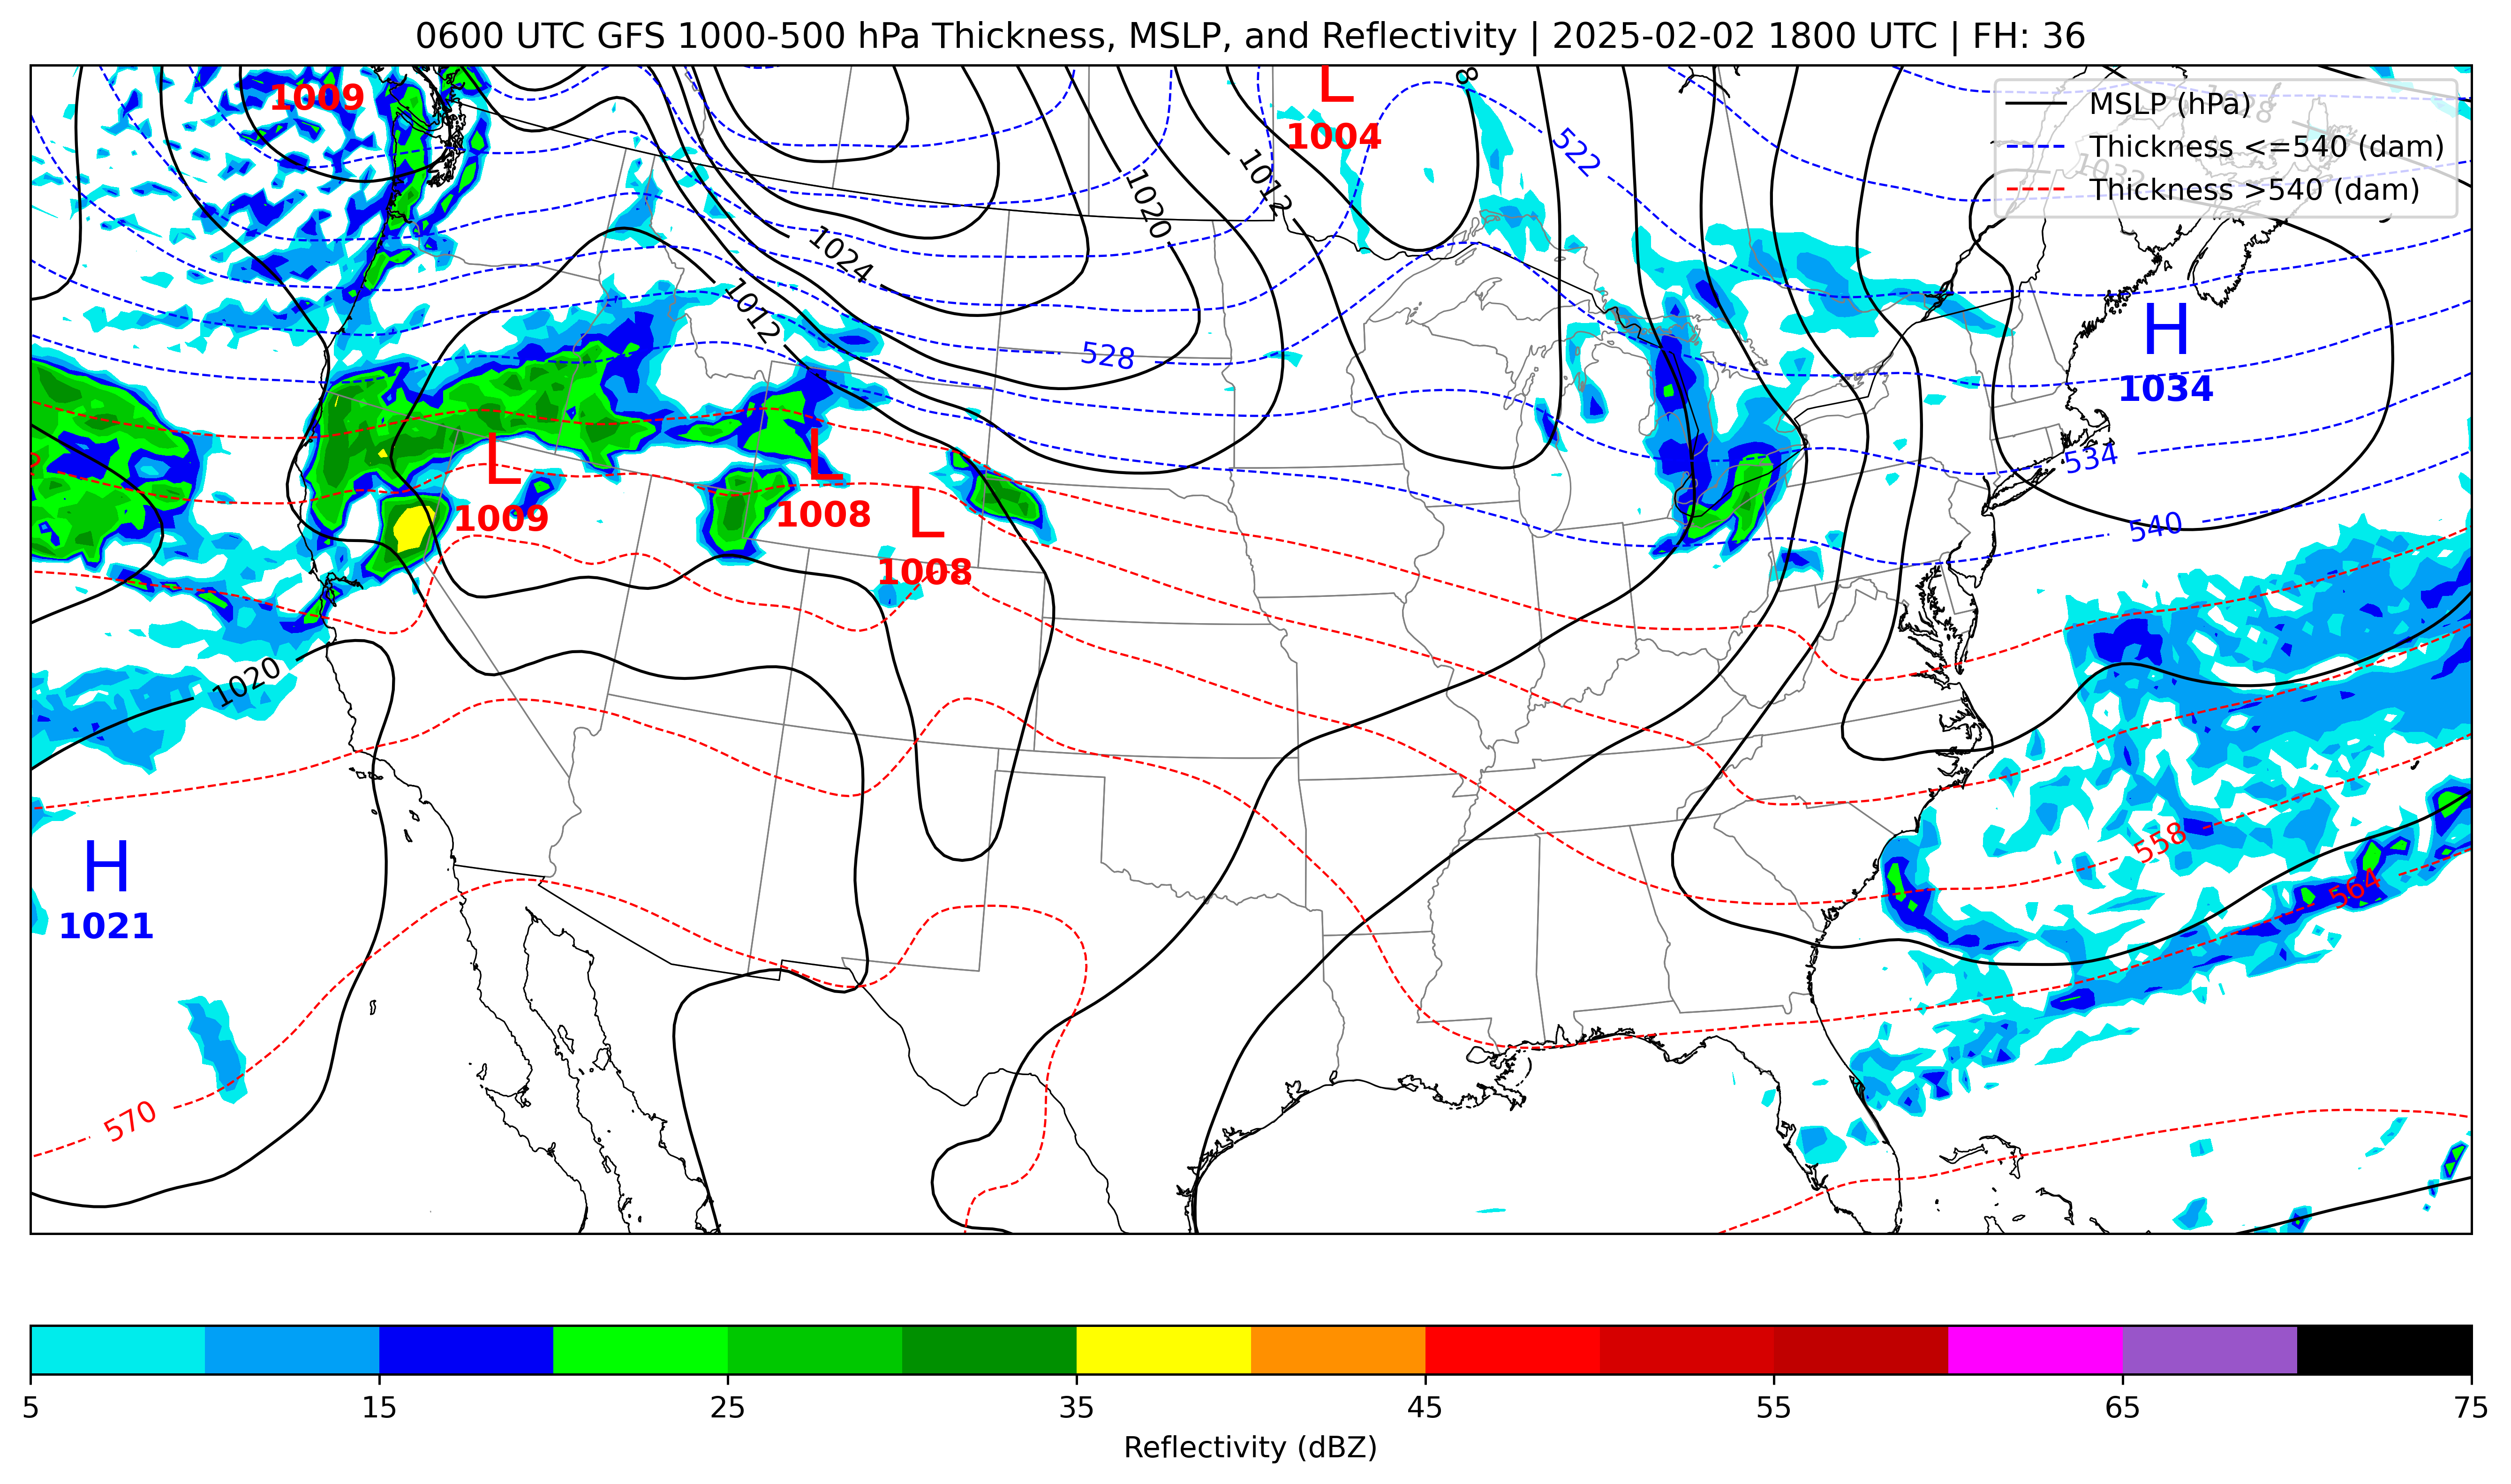 0600 UTC GFS 1000-500 hPa Thickness, MSLP, and Reflectivity | 2025-02-02 1800 UTC | FH: 36
MSLP (hPa)
Thickness <=540 (dam)
Thickness >540 (dam)
1009
L
1004
8
522
1012
1020
1024
1012
528
H
1034
534
540
L
1009
L
1008
L
1008
1020
H
1021
558
564
570
5
15
25
35
45
55
65
75
Reflectivity (dBZ)